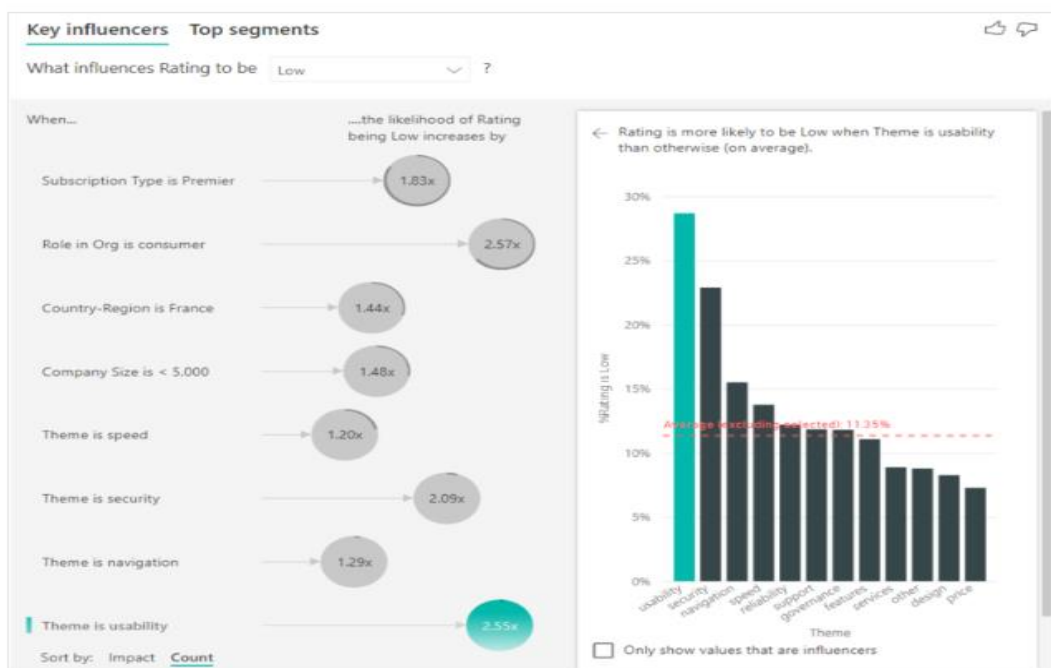 Key influencers Top segments
What influences Rating to be Low ?
When...
....the likelihood of Rating
being Low increases by
Subscription Type is Premier 1.83x
Role in Org is consumer 2.57x
Country-Region is France 1.44x
Company Size is < 5.000 1.48x
Theme is speed 1.20x
Theme is security 2.09x
Theme is navigation 1.29x
Theme is usability 2.55x
Sort by: Impact Count
← Rating is more likely to be Low when Theme is usability
than otherwise (on average).
30%
25%
20%
15%
10%
5%
0%
%Rating is Low
Average (excluding selected): 11.35%
usability
security
navigation
speed
reliability
support
governance
features
services
other
design
price
Theme
Only show values that are influencers